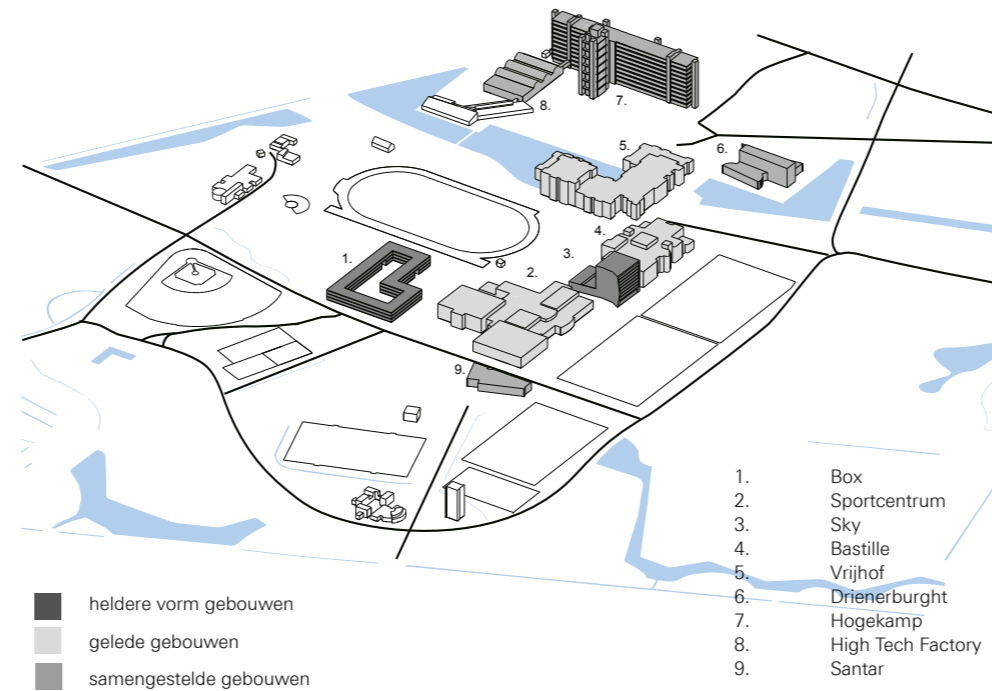 7.
8.
5.
6.
4.
3.
1.
2.
9.
1. Box
2. Sportcentrum
3. Sky
4. Bastille
5. Vrijhof
6. Drienerburght
7. Hogekamp
8. High Tech Factory
9. Santar
heldere vorm gebouwen
gelede gebouwen
samengestelde gebouwen